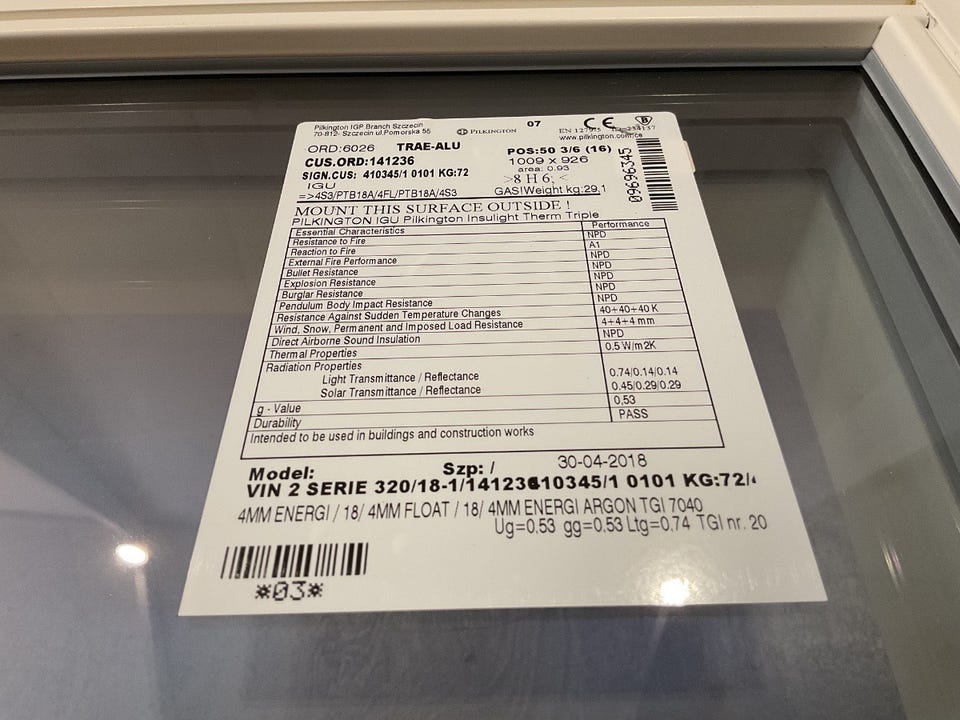 Pilkington IGP Branch Szczecin
70-812- Szczecin ul.Pomorska 56
PILKINGTON
07
CE
B
EN 1279-5
www.pilkington.com/ce
ORD:6026 TRAE-ALU
POS:50 3/6 (16)
CUS.ORD:141236
1009 x 926
SIGN.CUS: 410345/1 0101 KG:72
area: 0.93
IGU
>8 H 6; <
=>4S3/PTB18A/4FL/PTB18A/4S3
GAS!Weight kg:29,1
09696345
MOUNT THIS SURFACE OUTSIDE !
PILKINGTON IGU Pilkington Insulight Therm Triple
Essential Characteristics Performance
Resistance to Fire NPD
Reaction to Fire A1
External Fire Performance NPD
Bullet Resistance NPD
Explosion Resistance NPD
Burglar Resistance NPD
Pendulum Body Impact Resistance NPD
Resistance Against Sudden Temperature Changes 40+40+40 K
Wind, Snow, Permanent and Imposed Load Resistance 4+4+4 mm
Direct Airborne Sound Insulation NPD
Thermal Properties 0.5 W/m2K
Radiation Properties
Light Transmittance / Reflectance 0.74/0.14/0.14
Solar Transmittance / Reflectance 0.45/0.29/0.29
g - Value 0.53
Durability PASS
Intended to be used in buildings and construction works
Model: Szp: / 30-04-2018
VIN 2 SERIE 320/18-1/141236 410345/1 0101 KG:72/
4MM ENERGI / 18/ 4MM FLOAT / 18/ 4MM ENERGI ARGON TGI 7040
Ug=0.53 gg=0.53 Ltg=0.74 TGI nr. 20
*03*